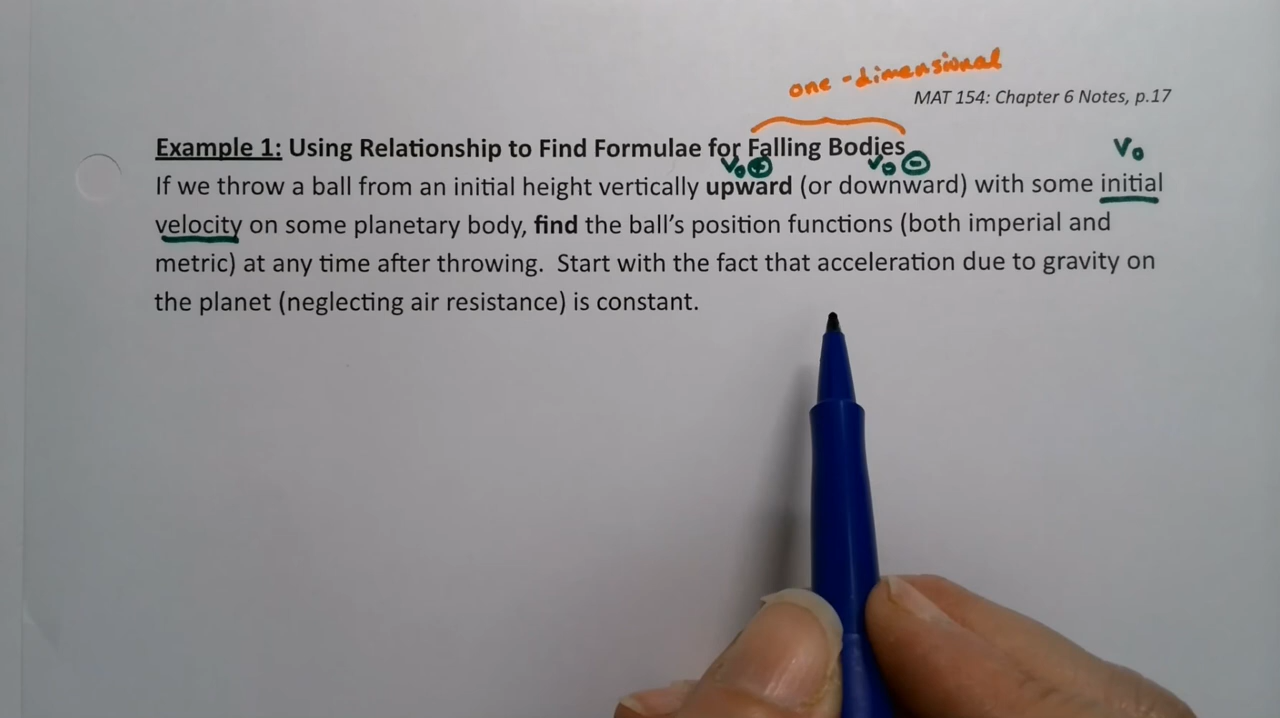 one-dimensional
MAT 154: Chapter 6 Notes, p.17
Example 1: Using Relationship to Find Formulae for Falling Bodies
v₀ ⊕ v₀ ⊖ v₀
If we throw a ball from an initial height vertically upward (or downward) with some initial
velocity on some planetary body, find the ball's position functions (both imperial and
metric) at any time after throwing. Start with the fact that acceleration due to gravity on
the planet (neglecting air resistance) is constant.